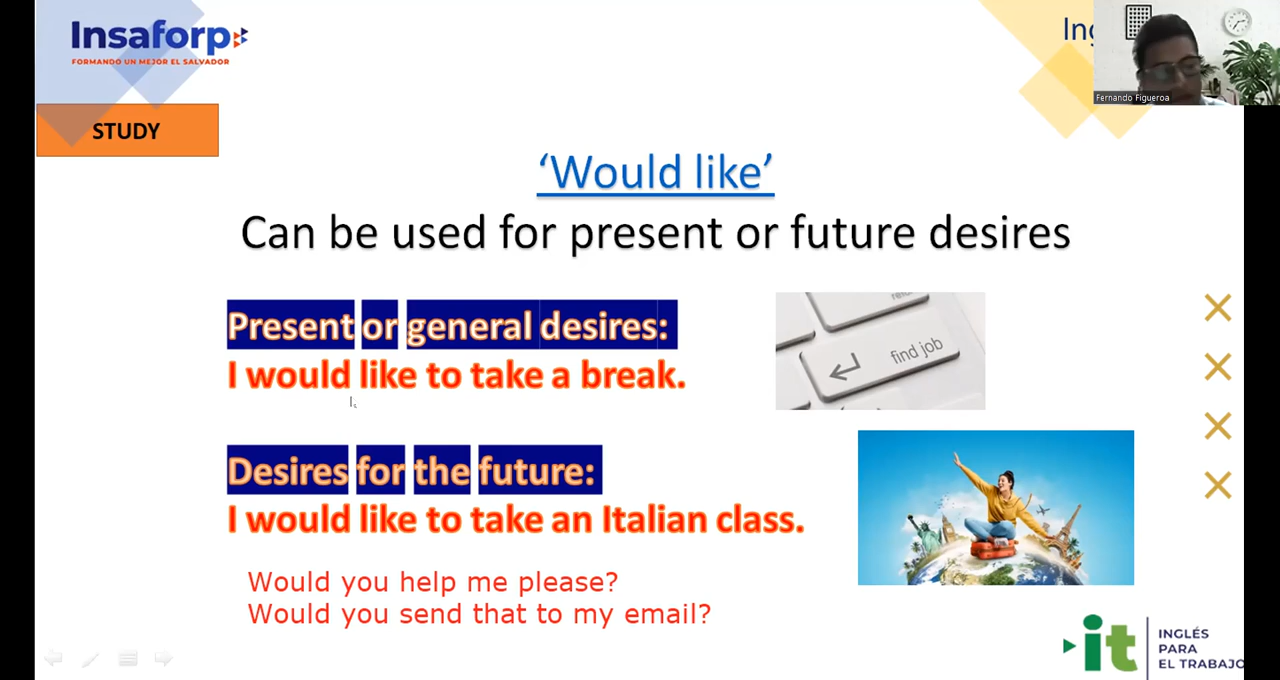 Insaforp
FORMANDO UN MEJOR EL SALVADOR
Fernando Figueroa
STUDY
‘Would like’
Can be used for present or future desires
Present or general desires:
I would like to take a break.
find job
Desires for the future:
I would like to take an Italian class.
Would you help me please?
Would you send that to my email?
it
INGLÉS
PARA
EL TRABAJO